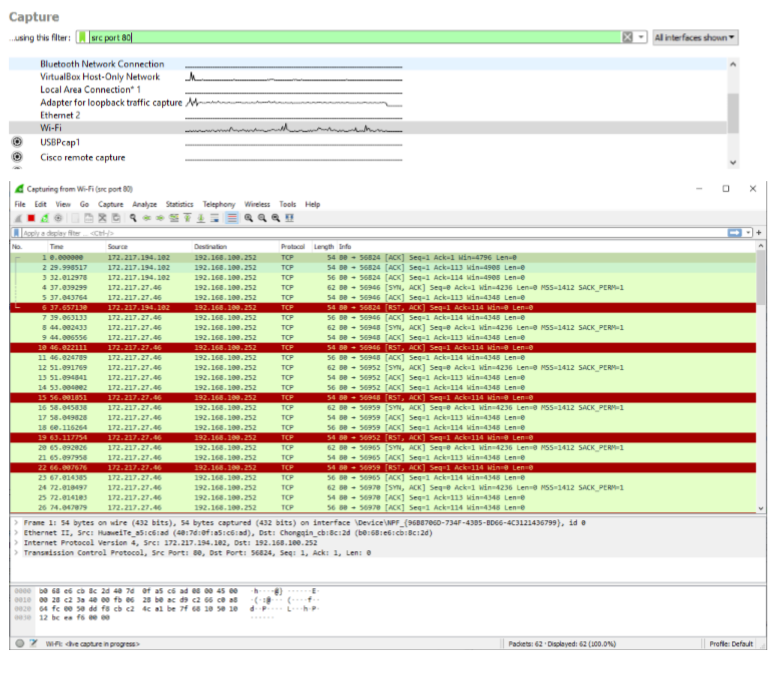 Capture
...using this filter: src port 80 All interfaces shown
Bluetooth Network Connection
VirtualBox Host-Only Network
Local Area Connection* 1
Adapter for loopback traffic capture
Ethernet 2
Wi-Fi
USBPcap1
Cisco remote capture
Capturing from Wi-Fi (src port 80)
File Edit View Go Capture Analyze Statistics Telephony Wireless Tools Help
Apply a display filter ... <Ctrl-/>
No. Time Source Destination Protocol Length Info
1 0.000000 172.217.194.102 192.168.100.252 TCP 54 80 → 56824 [ACK] Seq=1 Ack=1 Win=4796 Len=0
2 29.998517 172.217.194.102 192.168.100.252 TCP 54 80 → 56824 [ACK] Seq=1 Ack=113 Win=4908 Len=0
3 32.012978 172.217.194.102 192.168.100.252 TCP 56 80 → 56824 [ACK] Seq=1 Ack=114 Win=4908 Len=0
4 37.039299 172.217.27.46 192.168.100.252 TCP 62 80 → 56946 [SYN, ACK] Seq=0 Ack=1 Win=4236 Len=0 MSS=1412 SACK_PERM=1
5 37.043764 172.217.27.46 192.168.100.252 TCP 54 80 → 56946 [ACK] Seq=1 Ack=113 Win=4348 Len=0
6 37.657130 172.217.194.102 192.168.100.252 TCP 54 80 → 56824 [RST, ACK] Seq=1 Ack=114 Win=0 Len=0
7 39.063133 172.217.27.46 192.168.100.252 TCP 56 80 → 56946 [ACK] Seq=1 Ack=114 Win=4348 Len=0
8 44.002433 172.217.27.46 192.168.100.252 TCP 62 80 → 56948 [SYN, ACK] Seq=0 Ack=1 Win=4236 Len=0 MSS=1412 SACK_PERM=1
9 44.006556 172.217.27.46 192.168.100.252 TCP 54 80 → 56948 [ACK] Seq=1 Ack=113 Win=4348 Len=0
10 46.022111 172.217.27.46 192.168.100.252 TCP 54 80 → 56946 [RST, ACK] Seq=1 Ack=114 Win=0 Len=0
11 46.024789 172.217.27.46 192.168.100.252 TCP 56 80 → 56948 [ACK] Seq=1 Ack=114 Win=4348 Len=0
12 51.091769 172.217.27.46 192.168.100.252 TCP 62 80 → 56952 [SYN, ACK] Seq=0 Ack=1 Win=4236 Len=0 MSS=1412 SACK_PERM=1
13 51.094841 172.217.27.46 192.168.100.252 TCP 54 80 → 56952 [ACK] Seq=1 Ack=113 Win=4348 Len=0
14 53.004002 172.217.27.46 192.168.100.252 TCP 56 80 → 56952 [ACK] Seq=1 Ack=114 Win=4348 Len=0
15 56.001851 172.217.27.46 192.168.100.252 TCP 54 80 → 56948 [RST, ACK] Seq=1 Ack=114 Win=0 Len=0
16 58.045838 172.217.27.46 192.168.100.252 TCP 62 80 → 56959 [SYN, ACK] Seq=0 Ack=1 Win=4236 Len=0 MSS=1412 SACK_PERM=1
17 58.049828 172.217.27.46 192.168.100.252 TCP 54 80 → 56959 [ACK] Seq=1 Ack=113 Win=4348 Len=0
18 60.116264 172.217.27.46 192.168.100.252 TCP 56 80 → 56959 [ACK] Seq=1 Ack=114 Win=4348 Len=0
19 63.117754 172.217.27.46 192.168.100.252 TCP 54 80 → 56952 [RST, ACK] Seq=1 Ack=114 Win=0 Len=0
20 65.092026 172.217.27.46 192.168.100.252 TCP 62 80 → 56965 [SYN, ACK] Seq=0 Ack=1 Win=4236 Len=0 MSS=1412 SACK_PERM=1
21 65.097958 172.217.27.46 192.168.100.252 TCP 54 80 → 56965 [ACK] Seq=1 Ack=113 Win=4348 Len=0
22 66.007676 172.217.27.46 192.168.100.252 TCP 54 80 → 56959 [RST, ACK] Seq=1 Ack=114 Win=0 Len=0
23 67.014385 172.217.27.46 192.168.100.252 TCP 56 80 → 56965 [ACK] Seq=1 Ack=114 Win=4348 Len=0
24 72.010497 172.217.27.46 192.168.100.252 TCP 62 80 → 56970 [SYN, ACK] Seq=0 Ack=1 Win=4236 Len=0 MSS=1412 SACK_PERM=1
25 72.014103 172.217.27.46 192.168.100.252 TCP 54 80 → 56970 [ACK] Seq=1 Ack=113 Win=4348 Len=0
26 74.047079 172.217.27.46 192.168.100.252 TCP 56 80 → 56970 [ACK] Seq=1 Ack=114 Win=4348 Len=0
> Frame 1: 54 bytes on wire (432 bits), 54 bytes captured (432 bits) on interface \Device\NPF_{96B8706D-734F-4385-BD66-4C3121436799}, id 0
> Ethernet II, Src: HuaweiTe_a5:c6:ad (40:7d:0f:a5:c6:ad), Dst: Chongqin_cb:8c:2d (b0:68:e6:cb:8c:2d)
> Internet Protocol Version 4, Src: 172.217.194.102, Dst: 192.168.100.252
> Transmission Control Protocol, Src Port: 80, Dst Port: 56824, Seq: 1, Ack: 1, Len: 0
0000 b0 68 e6 cb 8c 2d 40 7d 0f a5 c6 ad 08 00 45 00 ·h···-@} ······E·
0010 00 28 c2 3a 40 00 fb 06 28 b0 ac d9 c2 66 c0 a8 ·(·:@··· (····f··
0020 64 fc 00 50 dd f8 cb c2 4c a1 be 7f 68 10 50 10 d··P···· L···h·P·
0030 12 bc ea f6 00 00 ······
Wi-Fi: <live capture in progress> Packets: 62 · Displayed: 62 (100.0%) Profile: Default